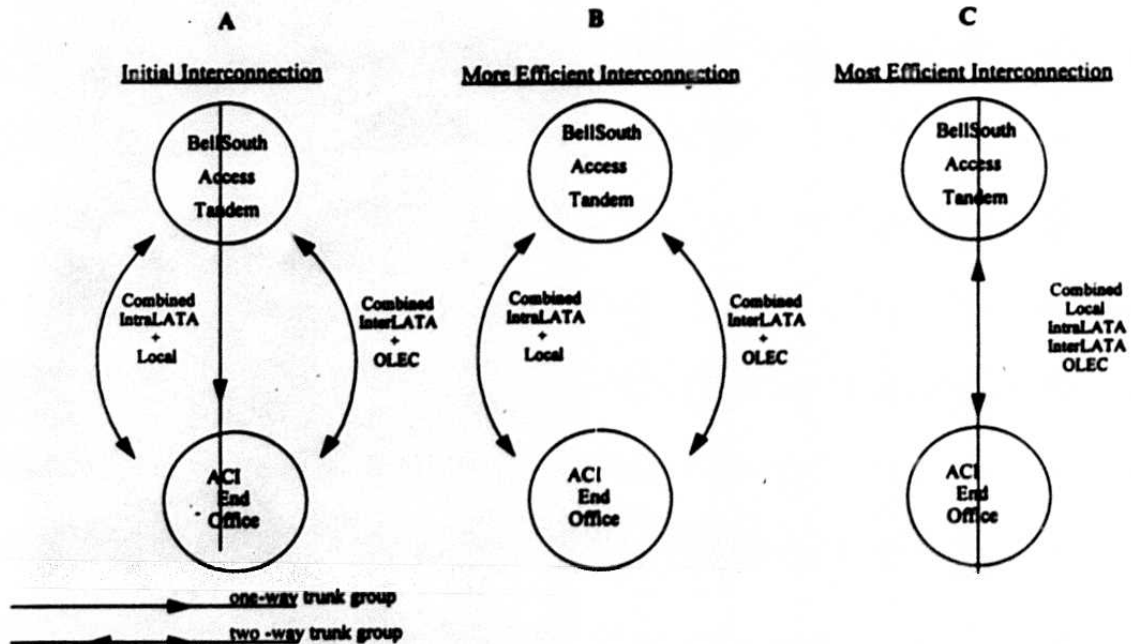 A
Initial Interconnection
BellSouth
Access
Tandem
Combined
IntraLATA
+
Local
Combined
InterLATA
+
OLEC
ACI
End
Office
B
More Efficient Interconnection
BellSouth
Access
Tandem
Combined
IntraLATA
+
Local
Combined
InterLATA
+
OLEC
ACI
End
Office
C
Most Efficient Interconnection
BellSouth
Access
Tandem
Combined
Local
IntraLATA
InterLATA
OLEC
ACI
End
Office
one-way trunk group
two -way trunk group